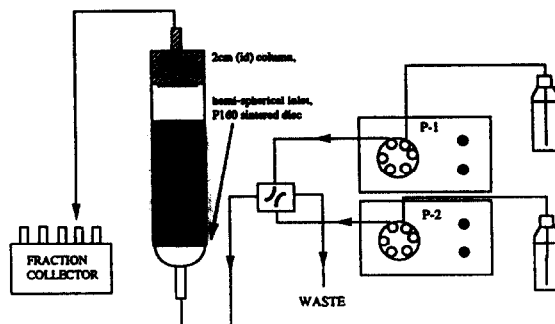 2cm (id) column,
hemi-spherical inlet,
P160 sintered disc
P-1
P-2
FRACTION
COLLECTOR
WASTE